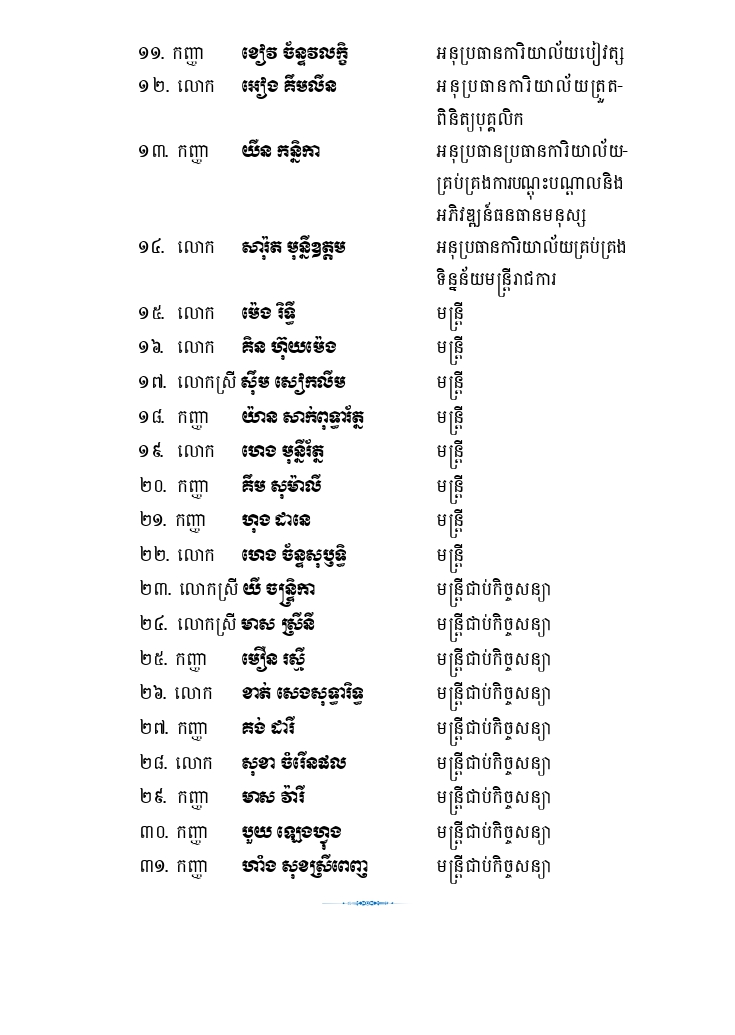 ១១. កញ្ញា ខៀវ ច័ន្ទវលក្ខិ អនុប្រធានការិយាល័យបៀវត្ស
១២. លោក អៀង គឹមលីន អនុប្រធានការិយាល័យត្រួត-
ពិនិត្យបុគ្គលិក
១៣. កញ្ញា យីន កន្និកា អនុប្រធានប្រធានការិយាល័យ-
គ្រប់គ្រងការបណ្តុះបណ្តាលនិង
អភិវឌ្ឍន៍ធនធានមនុស្ស
១៤. លោក សារ៉ុត មុន្នីឧត្តម អនុប្រធានការិយាល័យគ្រប់គ្រង
ទិន្នន័យមន្ត្រីរាជការ
១៥. លោក ម៉េង រិទ្ធី មន្ត្រី
១៦. លោក គិន ហ៊ុយម៉េង មន្ត្រី
១៧. លោកស្រី ស៊ឹម សៀកលីម មន្ត្រី
១៨. កញ្ញា យ៉ាន សាក់ពុទ្ធារ័ត្ន មន្ត្រី
១៩. លោក ហេង មុន្នីរ័ត្ន មន្ត្រី
២០. កញ្ញា គឹម សុម៉ាលី មន្ត្រី
២១. កញ្ញា ហុង ដានេ មន្ត្រី
២២. លោក ហេង ច័ន្ទសុឫទ្ធិ មន្ត្រី
២៣. លោកស្រី យី ចន្ទ្រិកា មន្ត្រីជាប់កិច្ចសន្យា
២៤. លោកស្រី មាស ស្រីនី មន្ត្រីជាប់កិច្ចសន្យា
២៥. កញ្ញា មឿន រស្មី មន្ត្រីជាប់កិច្ចសន្យា
២៦. លោក ខាត់ សេងសុទ្ធារិទ្ធ មន្ត្រីជាប់កិច្ចសន្យា
២៧. កញ្ញា គង់ ដារី មន្ត្រីជាប់កិច្ចសន្យា
២៨. លោក សុខា ចំរើនផល មន្ត្រីជាប់កិច្ចសន្យា
២៩. កញ្ញា មាស វ៉ារី មន្ត្រីជាប់កិច្ចសន្យា
៣០. កញ្ញា បួយ ឡេងហ្វុង មន្ត្រីជាប់កិច្ចសន្យា
៣១. កញ្ញា ហាំង សុខស្រីពេញ មន្ត្រីជាប់កិច្ចសន្យា